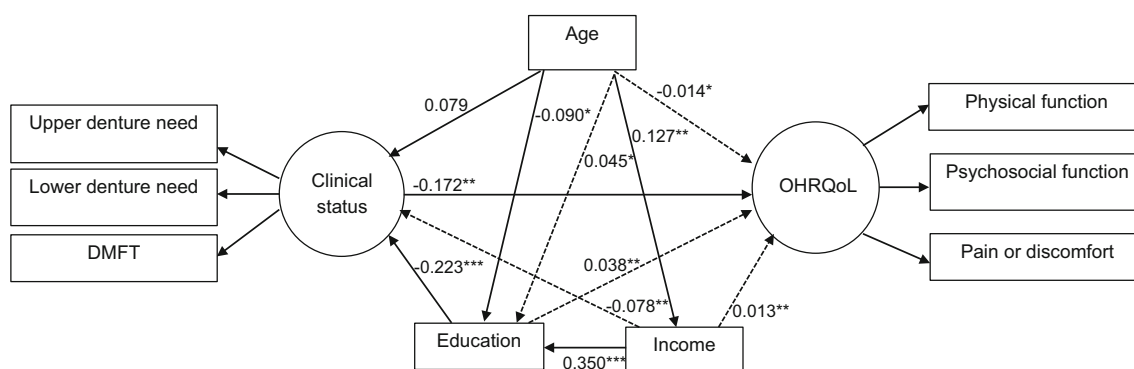 Age
-0.014*
0.079
-0.090*
0.127**
0.045*
Upper denture need
Lower denture need
DMFT
Clinical
status
-0.172**
OHRQoL
Physical function
Psychosocial function
Pain or discomfort
-0.223***
0.038**
-0.078**
0.013**
Education
Income
0.350***